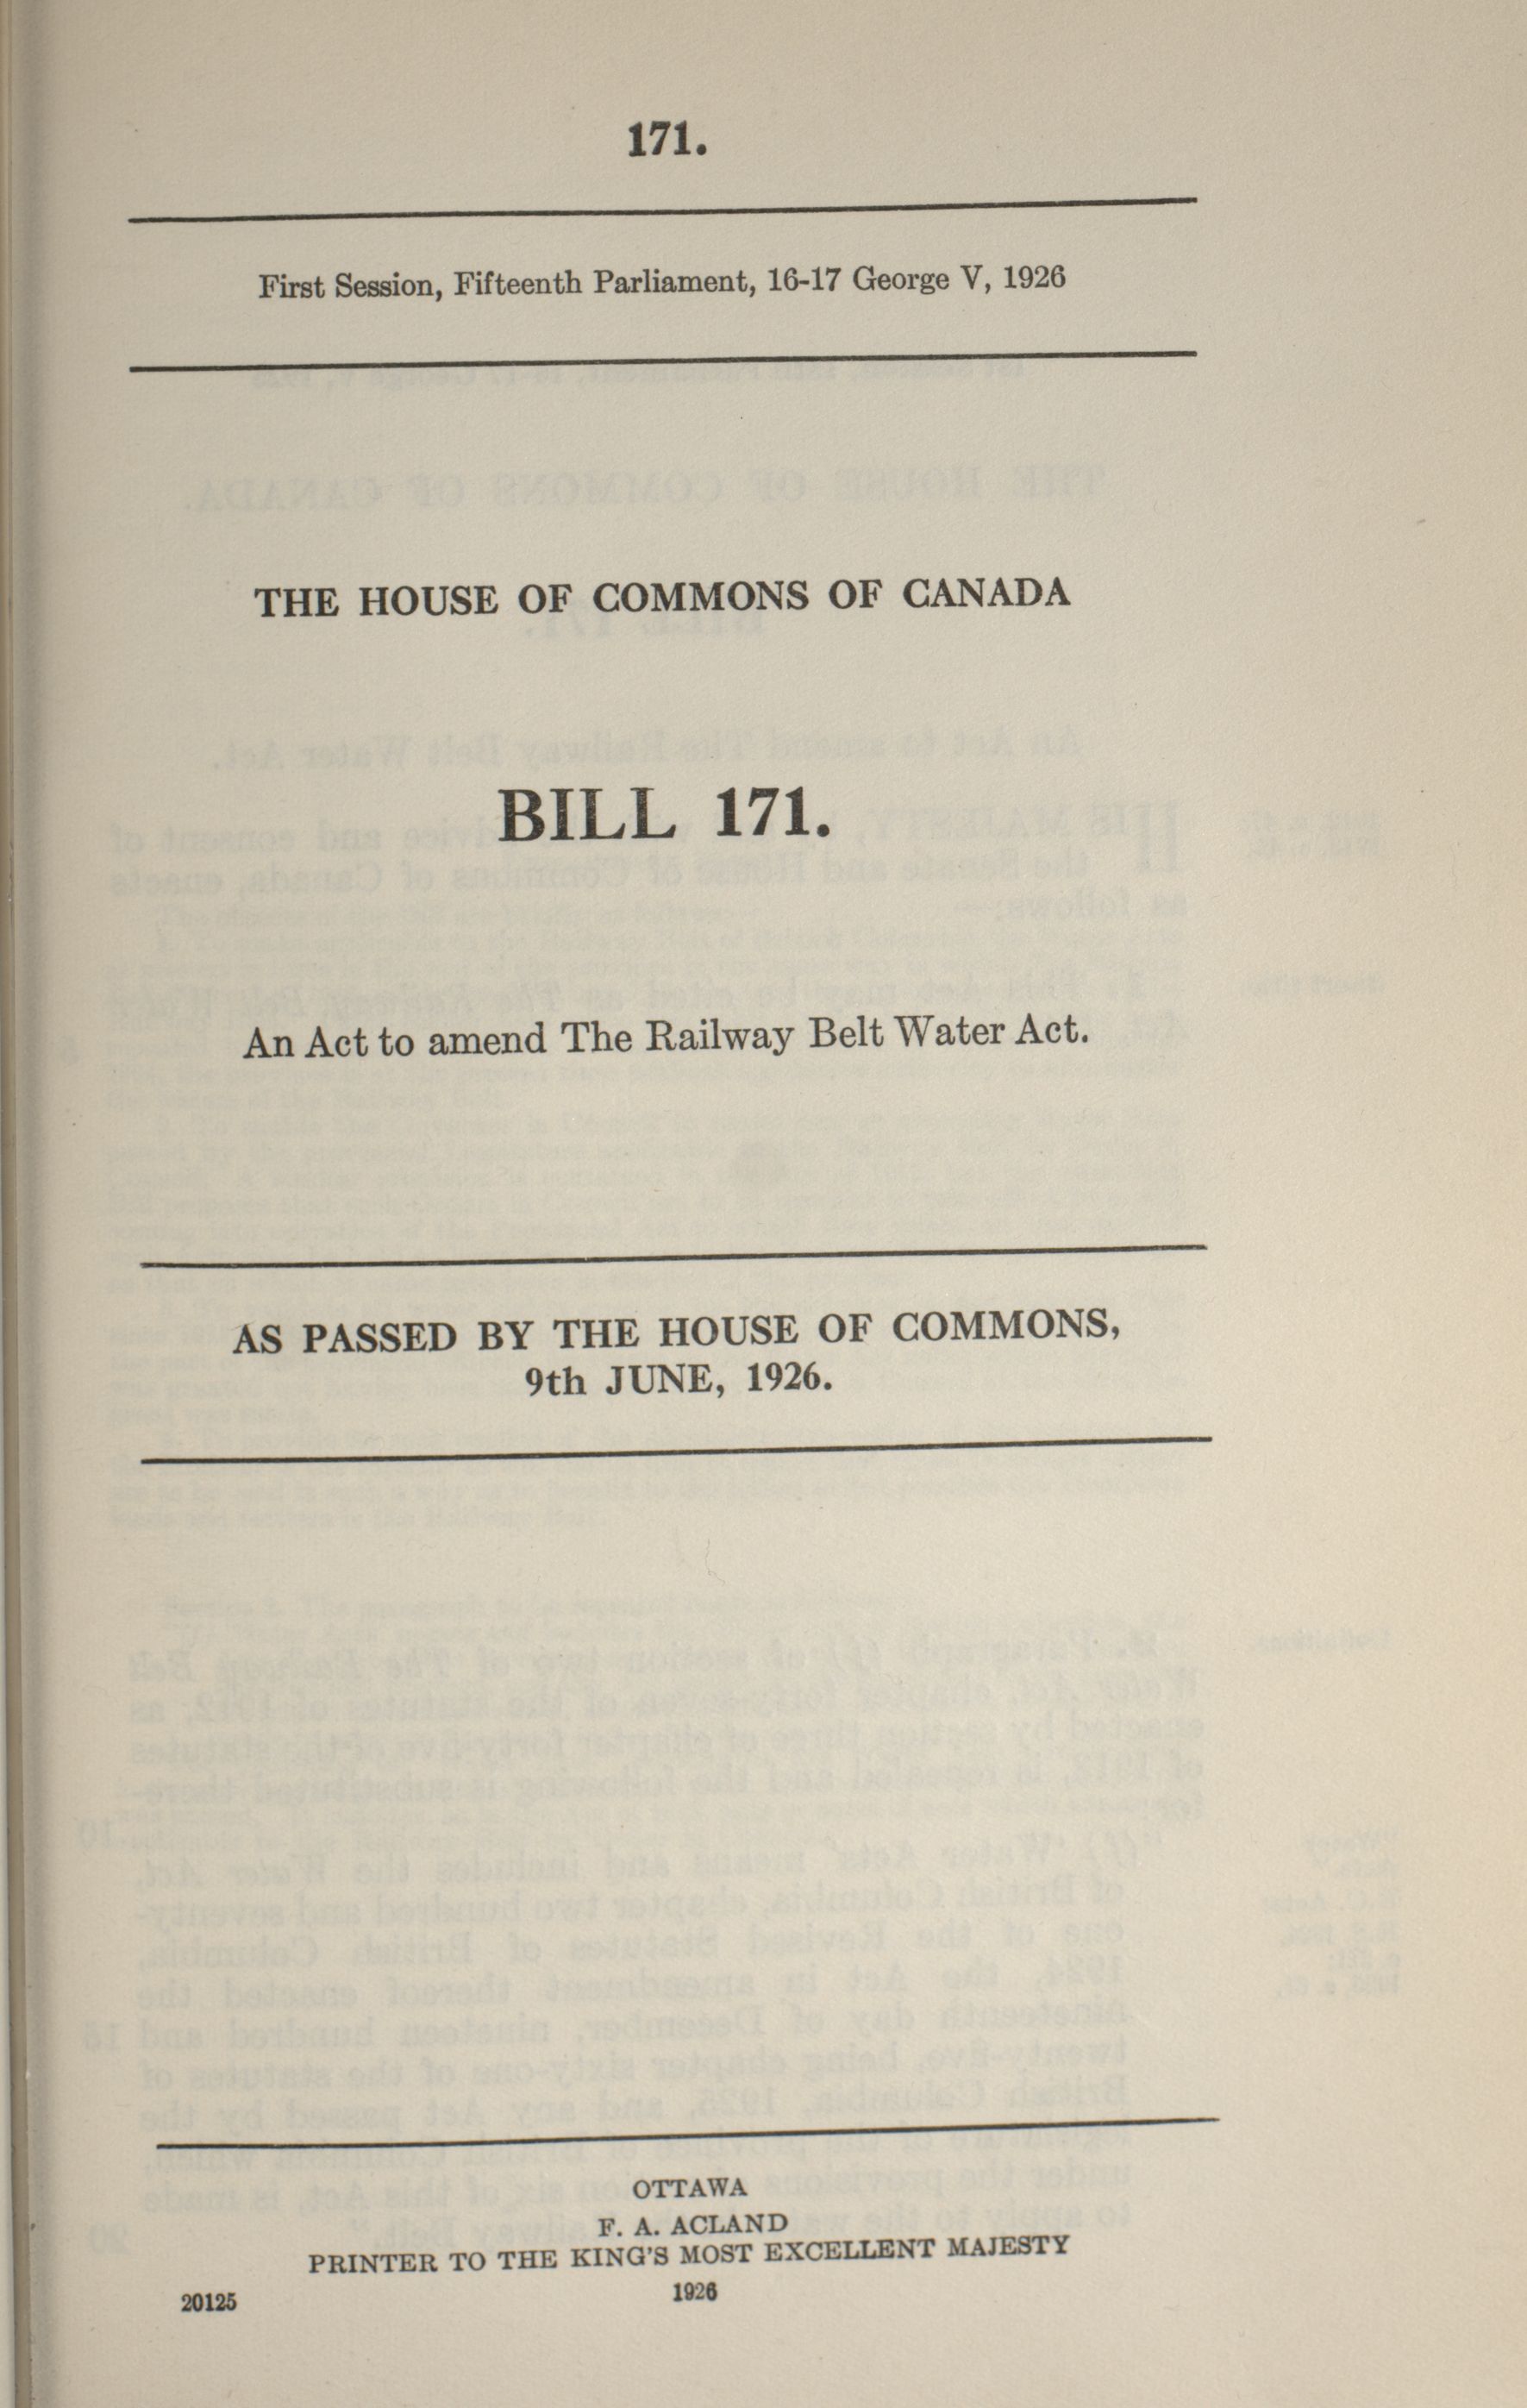 171.
First Session, Fifteenth Parliament, 16-17 George V, 1926
THE HOUSE OF COMMONS OF CANADA
BILL 171.
An Act to amend The Railway Belt Water Act.
AS PASSED BY THE HOUSE OF COMMONS,
9th JUNE, 1926.
OTTAWA
F. A. ACLAND
PRINTER TO THE KING'S MOST EXCELLENT MAJESTY
20125
1926